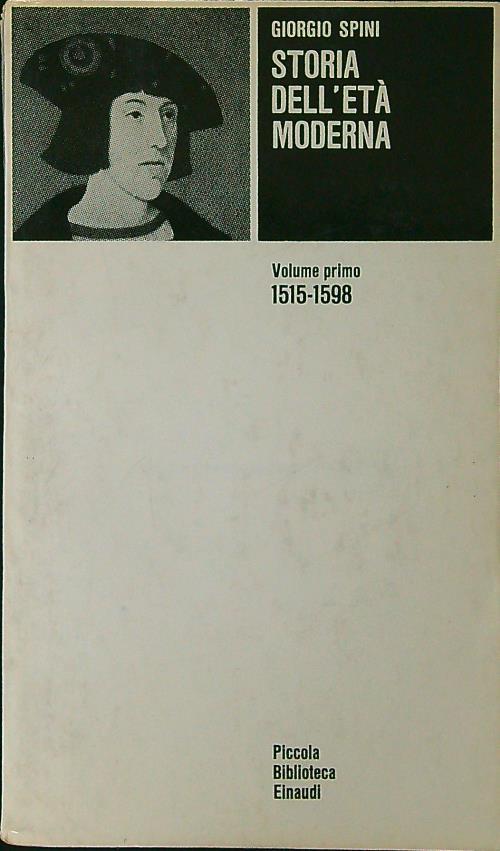 GIORGIO SPINI
STORIA
DELL'ETÀ
MODERNA
Volume primo
1515-1598
Piccola
Biblioteca
Einaudi